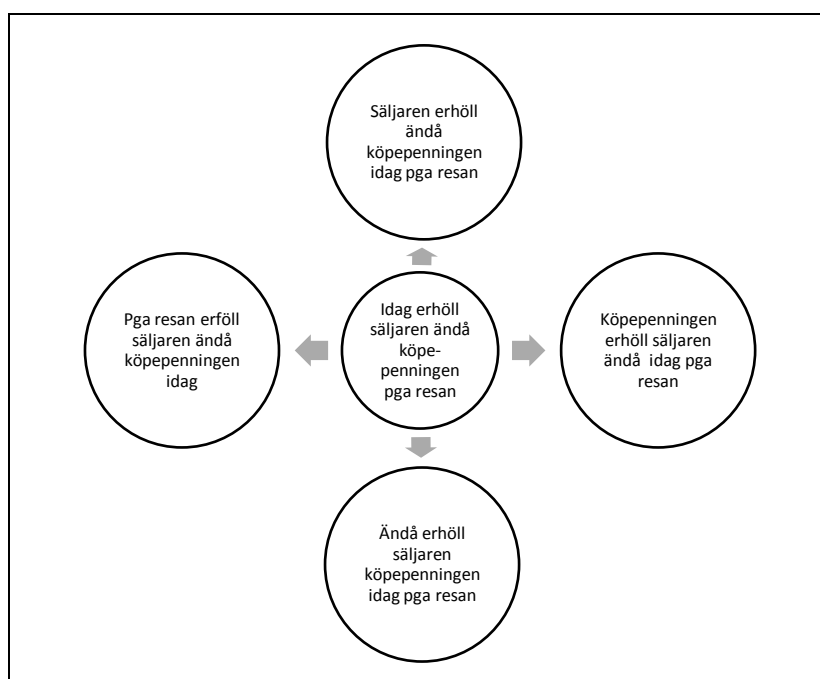 Säljaren erhöll
ändå
köpepenningen
idag pga resan
Pga resan erföll
säljaren ändå
köpepenningen
idag
Idag erhöll
säljaren ändå
köpe-
penningen
pga resan
Köpepenningen
erhöll säljaren
ändå idag pga
resan
Ändå erhöll
säljaren
köpepenningen
idag pga resan